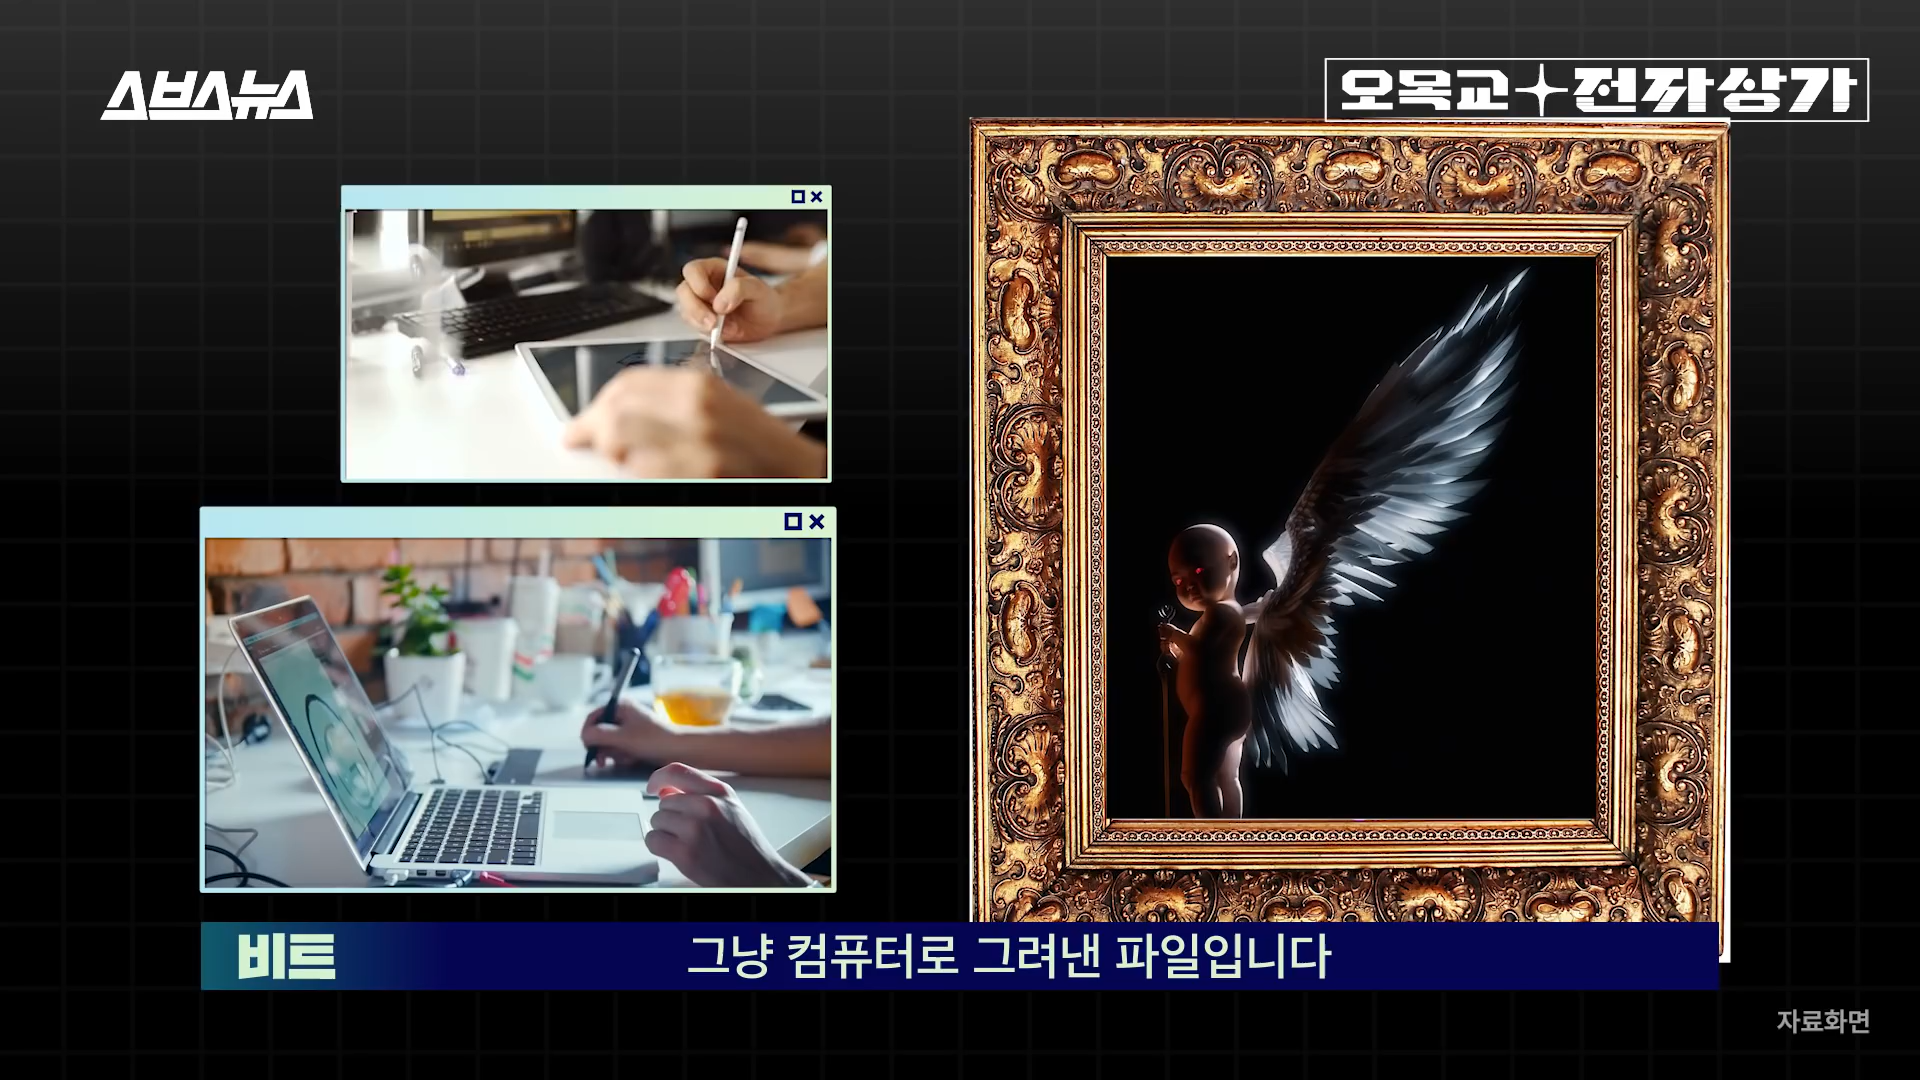 스브스뉴스
오목교 전자상가
비트
그냥 컴퓨터로 그려낸 파일입니다
자료화면